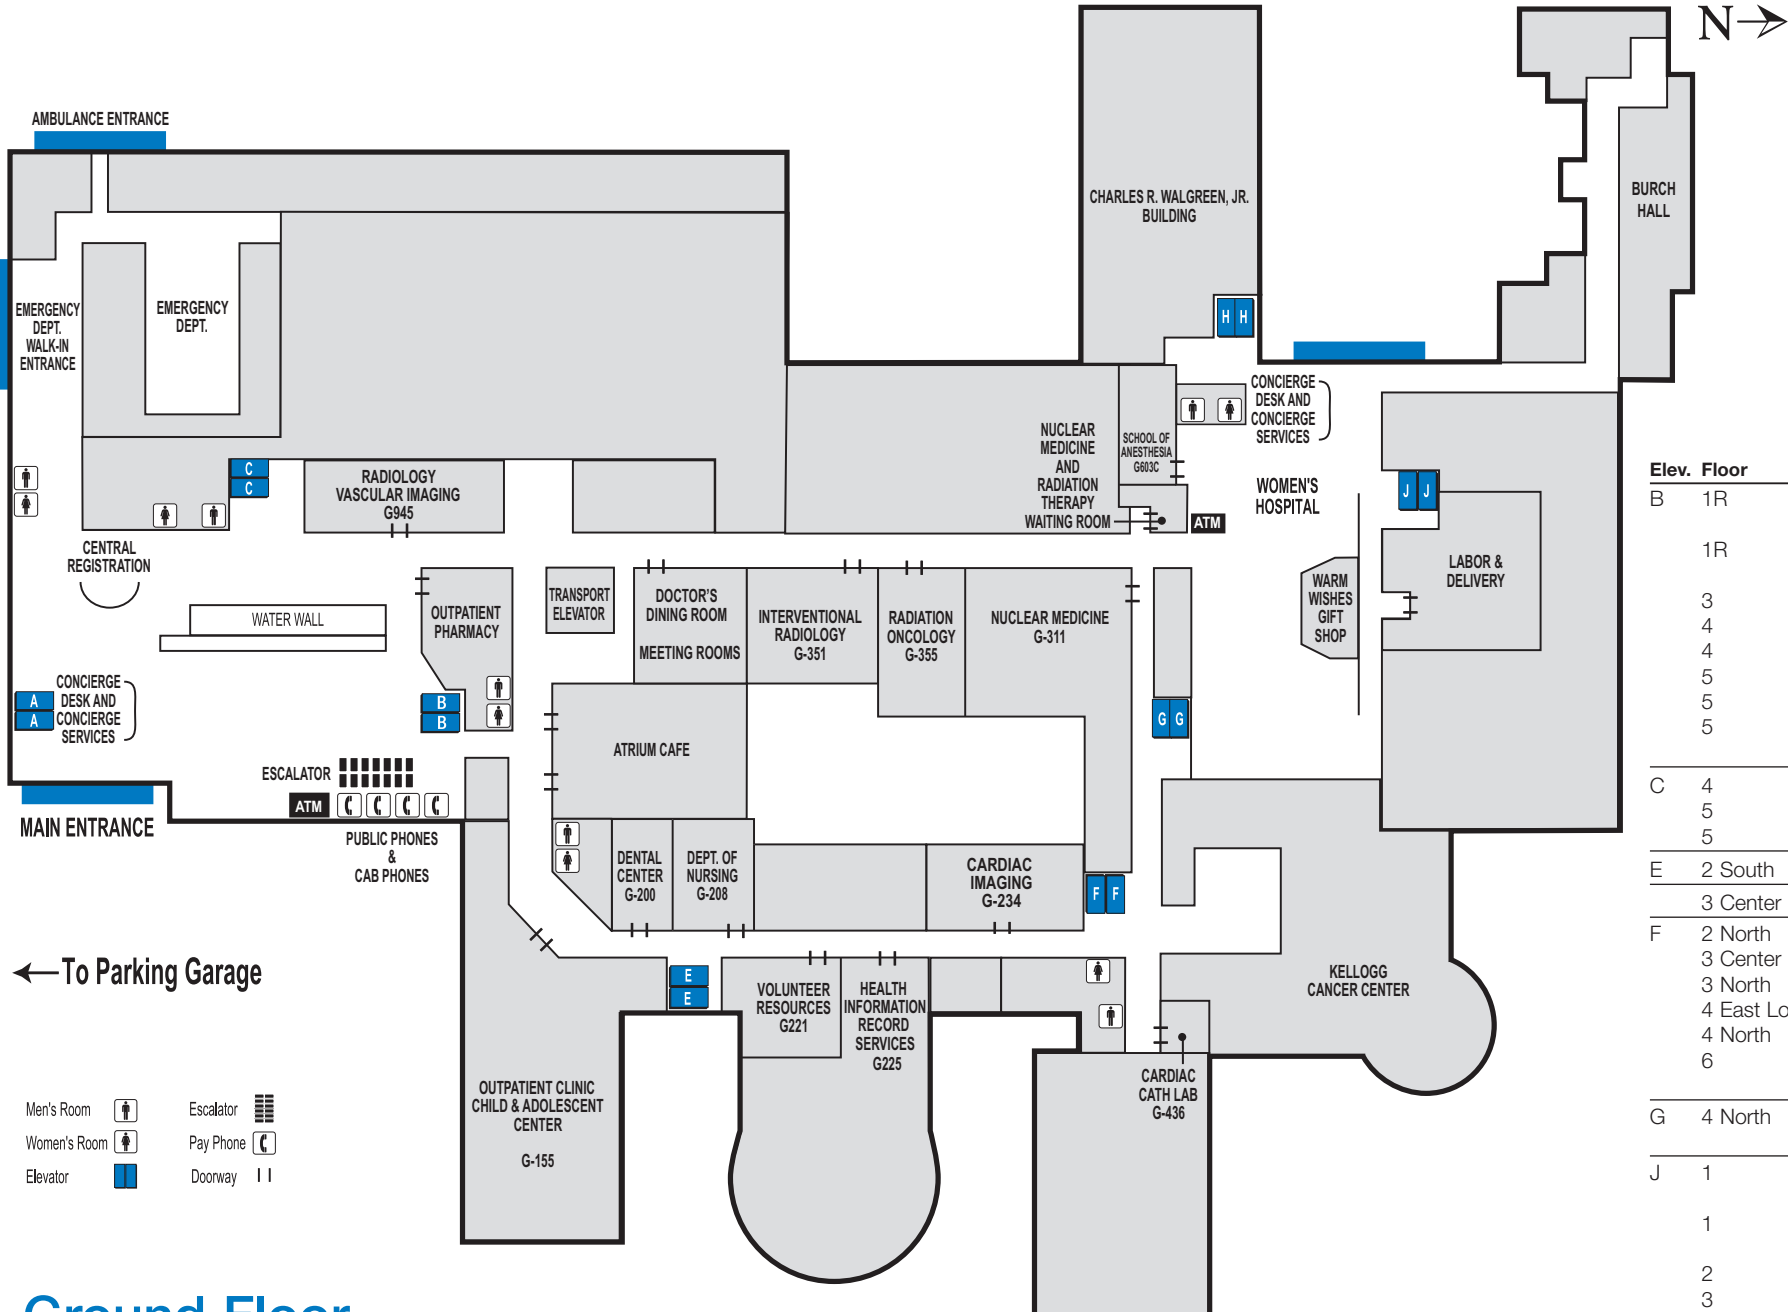 N
AMBULANCE ENTRANCE
EMERGENCY
DEPT.
WALK-IN
ENTRANCE
EMERGENCY
DEPT.
CHARLES R. WALGREEN, JR.
BUILDING
BURCH
HALL
H H
CONCIERGE
DESK AND
CONCIERGE
SERVICES
NUCLEAR
MEDICINE
AND
RADIATION
THERAPY
WAITING ROOM
SCHOOL OF
ANESTHESIA
G603C
ATM
WOMEN'S
HOSPITAL
J J
C
C
RADIOLOGY
VASCULAR IMAGING
G945
CENTRAL
REGISTRATION
WATER WALL
OUTPATIENT
PHARMACY
TRANSPORT
ELEVATOR
DOCTOR'S
DINING ROOM
MEETING ROOMS
INTERVENTIONAL
RADIOLOGY
G-351
RADIATION
ONCOLOGY
G-355
NUCLEAR MEDICINE
G-311
WARM
WISHES
GIFT
SHOP
LABOR &
DELIVERY
A
A
CONCIERGE
DESK AND
CONCIERGE
SERVICES
B
B
G G
ATRIUM CAFE
ESCALATOR
ATM
MAIN ENTRANCE
PUBLIC PHONES
&
CAB PHONES
DENTAL
CENTER
G-200
DEPT. OF
NURSING
G-208
CARDIAC
IMAGING
G-234
F F
To Parking Garage
E
E
VOLUNTEER
RESOURCES
G221
HEALTH
INFORMATION
RECORD
SERVICES
G225
KELLOGG
CANCER CENTER
CARDIAC
CATH LAB
G-436
OUTPATIENT CLINIC
CHILD & ADOLESCENT
CENTER
G-155
Men's Room
Escalator
Women's Room
Pay Phone
Elevator
Doorway
Ground Floor
Elev. Floor
B 1R
1R
3
4
4
5
5
5
C 4
5
5
E 2 South
3 Center
F 2 North
3 Center
3 North
4 East Lo
4 North
6
G 4 North
J 1
1
2
3